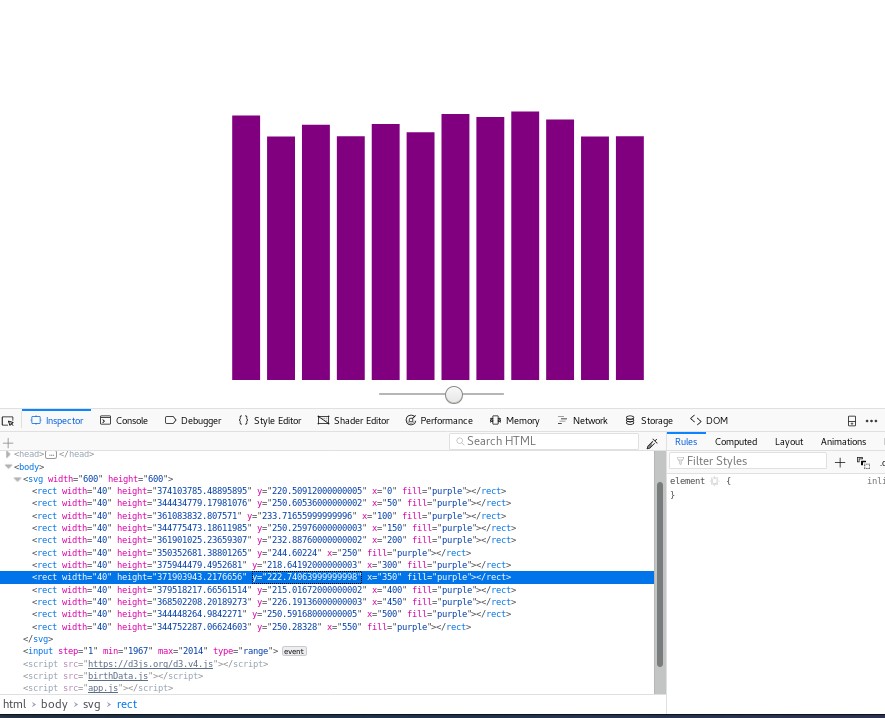 Inspector Console Debugger Style Editor Shader Editor Performance Memory Network Storage DOM
Search HTML
Rules Computed Layout Animations
<head>…</head>
Filter Styles
<body>
<svg width="600" height="600">
element { inli
}
<rect width="40" height="374103785.48895895" y="220.50912000000005" x="0" fill="purple"></rect>
<rect width="40" height="344434779.17981076" y="250.60536000000002" x="50" fill="purple"></rect>
<rect width="40" height="361083832.807571" y="233.71655999999996" x="100" fill="purple"></rect>
<rect width="40" height="344775473.18611985" y="250.25976000000003" x="150" fill="purple"></rect>
<rect width="40" height="361901025.23659307" y="232.88760000000002" x="200" fill="purple"></rect>
<rect width="40" height="350352681.38801265" y="244.60224" x="250" fill="purple"></rect>
<rect width="40" height="375944479.4952681" y="218.64192000000003" x="300" fill="purple"></rect>
<rect width="40" height="371903943.2176656" y="222.74063999999998" x="350" fill="purple"></rect>
<rect width="40" height="379518217.66561514" y="215.01672000000002" x="400" fill="purple"></rect>
<rect width="40" height="368502208.20189273" y="226.19136000000003" x="450" fill="purple"></rect>
<rect width="40" height="344448264.9842271" y="250.59168000000005" x="500" fill="purple"></rect>
<rect width="40" height="344752287.06624603" y="250.28328" x="550" fill="purple"></rect>
</svg>
<input step="1" min="1967" max="2014" type="range"> event
<script src="https://d3js.org/d3.v4.js"></script>
<script src="birthData.js"></script>
<script src="app.js"></script>
html > body > svg > rect